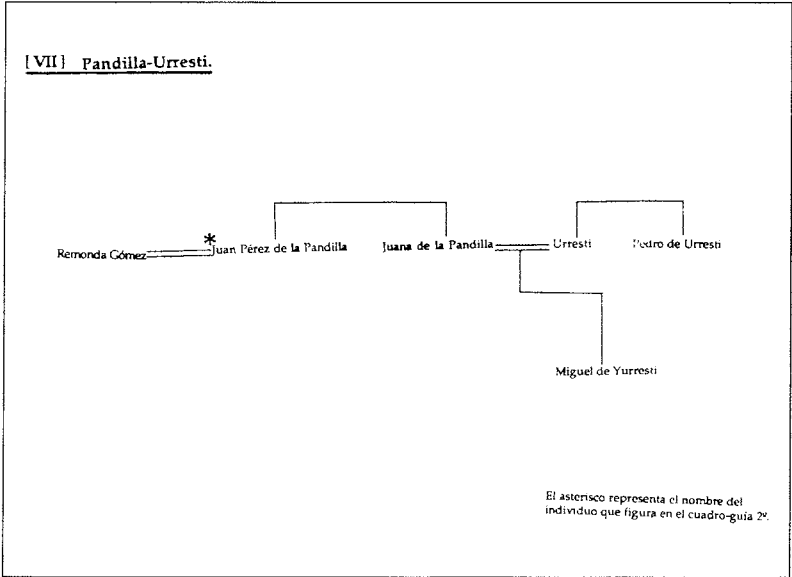 [ VII ] Pandilla-Urresti.
Remonda Gómez
*
Juan Pérez de la Pandilla
Juana de la Pandilla
Urresti
Pedro de Urresti
Miguel de Yurresti
El asterisco representa el nombre del
individuo que figura en el cuadro-guía 2º.